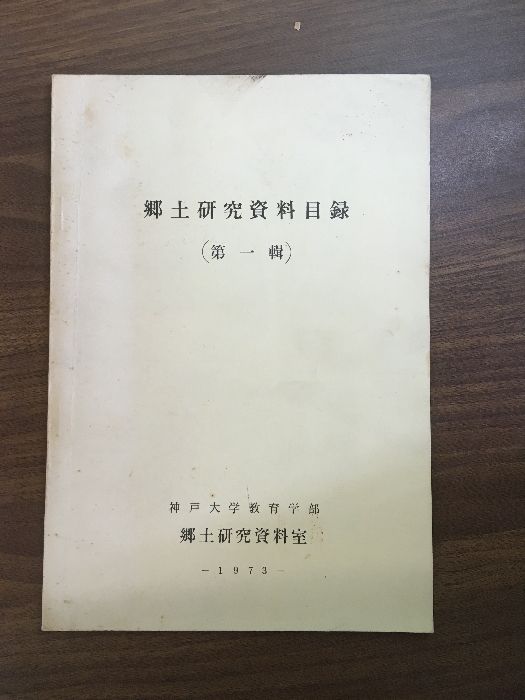 郷土研究資料目録
(第一輯)
神戸大学教育学部
郷土研究資料室
－1973－